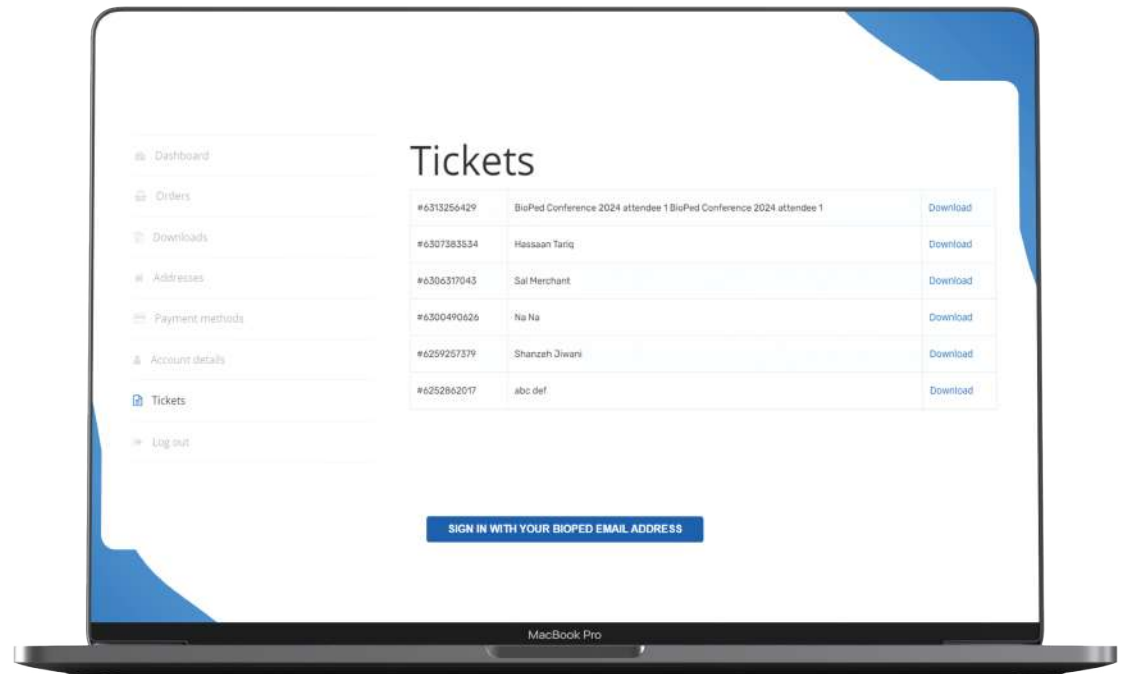 Dashboard
Orders
Downloads
Addresses
Payment methods
Account details
Tickets
Log out
Tickets
#6313256429 BioPed Conference 2024 attendee 1 BioPed Conference 2024 attendee 1 Download
#6307383534 Hassaan Tariq Download
#6306317043 Sal Merchant Download
#6300490626 Na Na Download
#6259257379 Shanzeh Jiwani Download
#6252862017 abc def Download
SIGN IN WITH YOUR BIOPED EMAIL ADDRESS
MacBook Pro